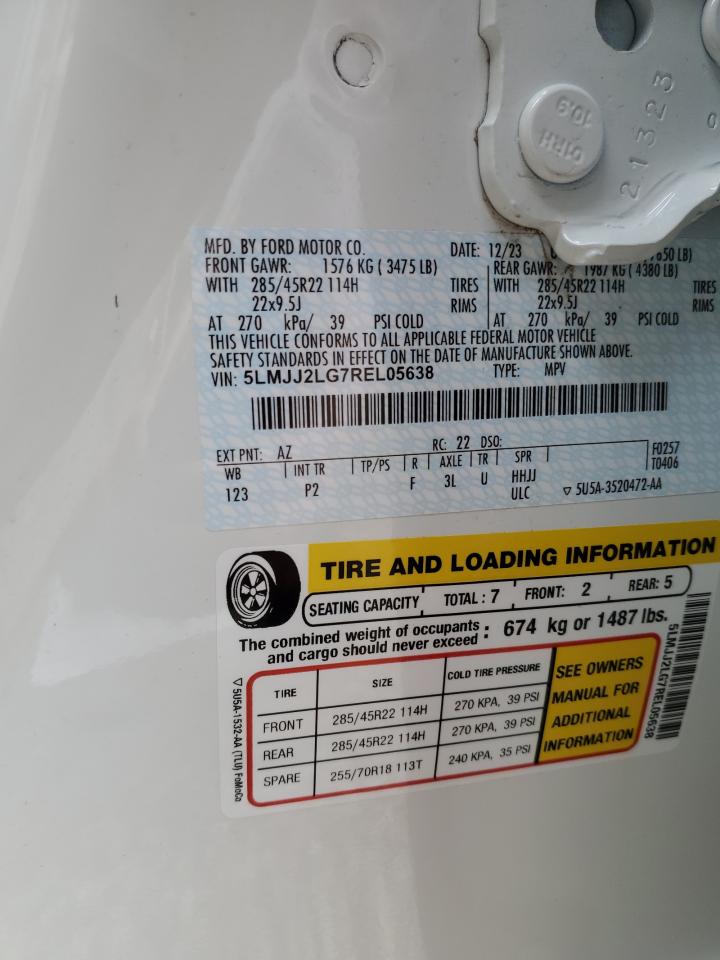 10.9
01RH
21323
0
MFD. BY FORD MOTOR CO.
DATE: 12/23
650 LB)
FRONT GAWR: 1576 KG ( 3475 LB)
REAR GAWR: 1987 KG ( 4380 LB)
WITH 285/45R22 114H TIRES
WITH 285/45R22 114H TIRES
22x9.5J RIMS
22x9.5J RIMS
AT 270 kPa/ 39 PSI COLD
AT 270 kPa/ 39 PSI COLD
THIS VEHICLE CONFORMS TO ALL APPLICABLE FEDERAL MOTOR VEHICLE
SAFETY STANDARDS IN EFFECT ON THE DATE OF MANUFACTURE SHOWN ABOVE.
VIN: 5LMJJ2LG7REL05638 TYPE: MPV
EXT PNT: AZ RC: 22 DSO:
WB INT TR TP/PS R AXLE TR SPR F0257
T0406
123 P2 F 3L U HHJJ
ULC ▽ 5U5A-3520472-AA
TIRE AND LOADING INFORMATION
SEATING CAPACITY TOTAL : 7 FRONT: 2 REAR: 5
The combined weight of occupants
and cargo should never exceed : 674 kg or 1487 lbs.
TIRE SIZE COLD TIRE PRESSURE
FRONT 285/45R22 114H 270 KPA, 39 PSI
REAR 285/45R22 114H 270 KPA, 39 PSI
SPARE 255/70R18 113T 240 KPA, 35 PSI
SEE OWNERS
MANUAL FOR
ADDITIONAL
INFORMATION
5LMJJ2LG7REL05638
▽ 5U5A-1532-AA (TLU) FoMoCo